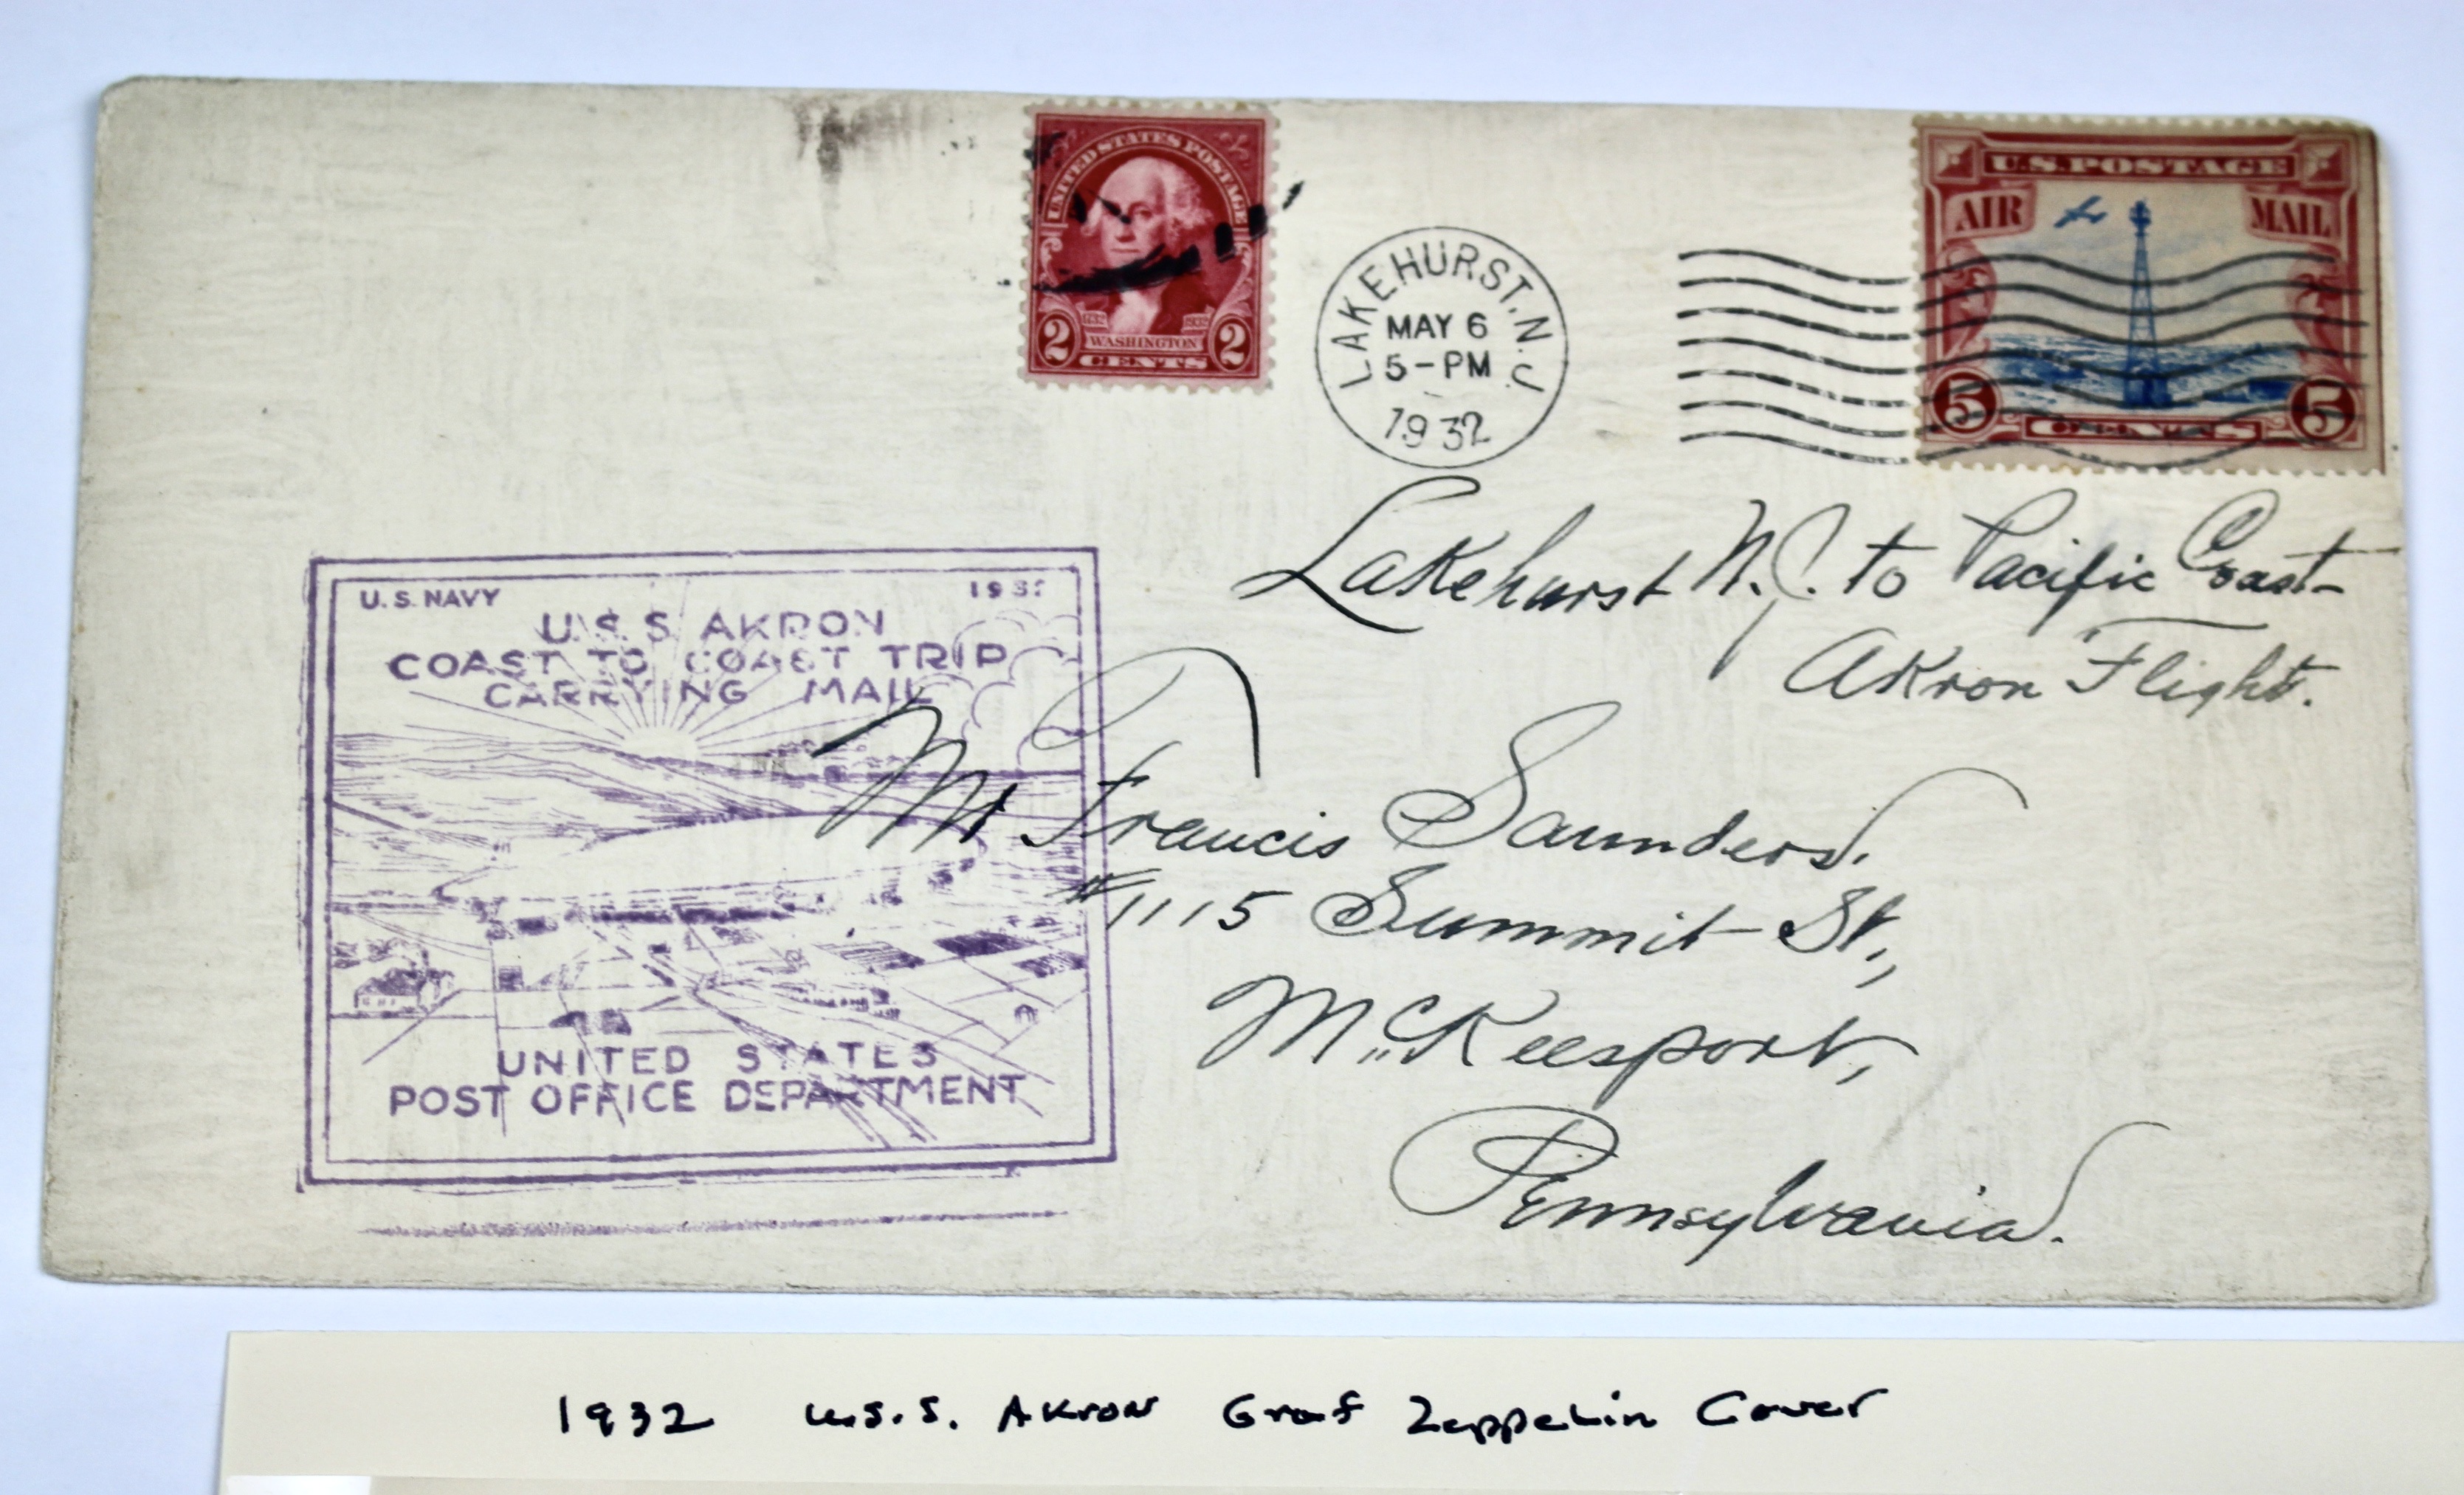 UNITED STATES POSTAGE
1732 1932
WASHINGTON
2 CENTS 2
LAKEHURST. N.J.
MAY 6
5-PM
1932
U.S. POSTAGE
AIR MAIL
5 CENTS 5
Lakehurst N.J. to Pacific Coast-
Akron Flight.
U.S. NAVY 1932
U.S.S. AKRON
COAST TO COAST TRIP
CARRYING MAIL
UNITED STATES
POST OFFICE DEPARTMENT
Mr Francis Saunders.
#1115 Summit St.,
McKeesport,
Pennsylvania.
1932 U.S.S. Akron Graf Zeppelin Cover